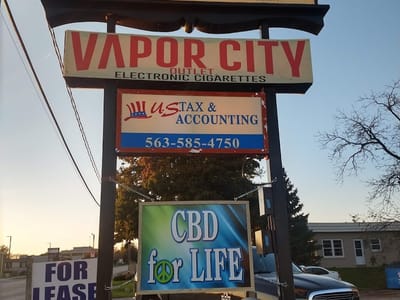 VAPOR CITY
OUTLET
ELECTRONIC CIGARETTES
US TAX &
ACCOUNTING
563-585-4750
CBD
for LIFE
FOR
LEASE